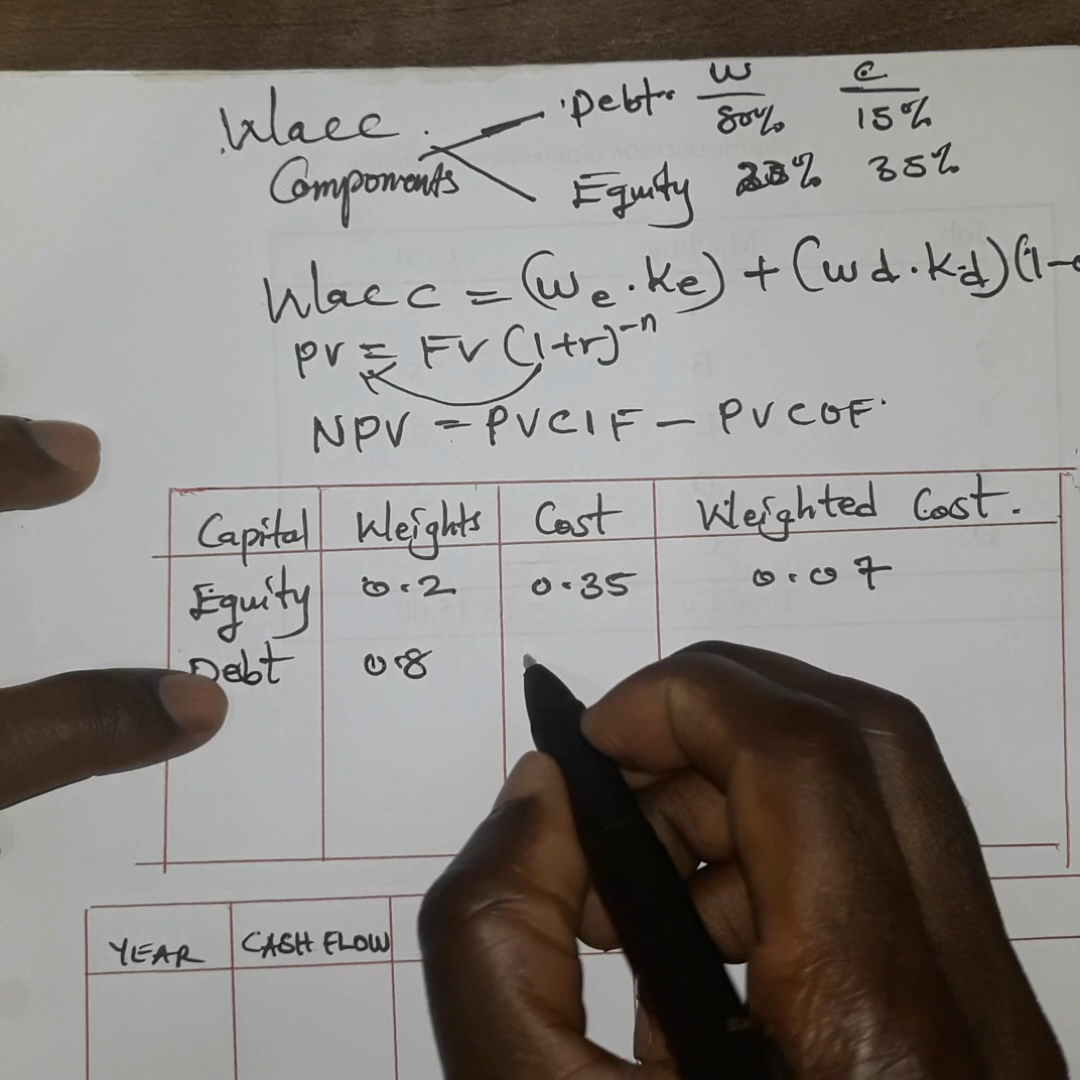 W C
Wacc. Debt 80% 15%
Components Equity 20% 35%
Wacc = (We.Ke) + (Wd.Kd)(1-
PV = FV (1+r)^-n
NPV = PVCIF - PVCOF
Capital Weights Cost Weighted Cost.
Equity 0.2 0.35 0.07
Debt 0.8
YEAR CASH FLOW